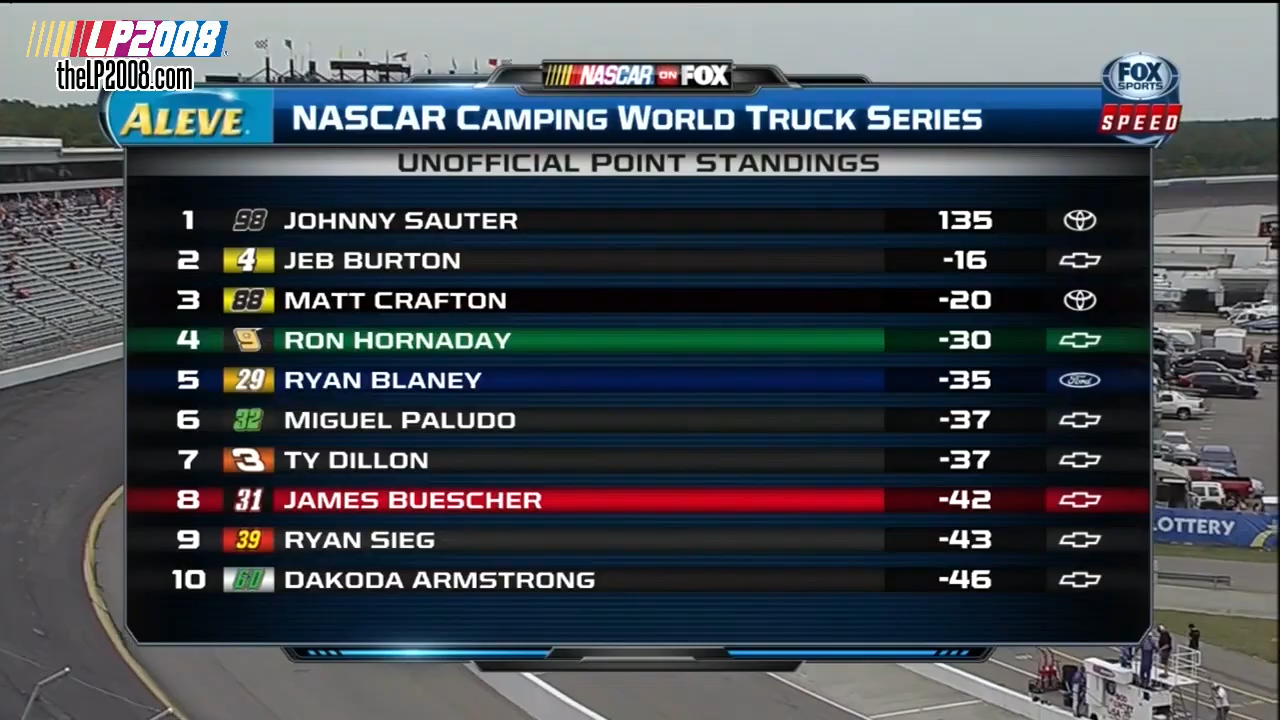 LP2008
theLP2008.com
NASCAR ON FOX
FOX
SPORTS
SPEED
ALEVE
NASCAR CAMPING WORLD TRUCK SERIES
UNOFFICIAL POINT STANDINGS
1 98 JOHNNY SAUTER 135
2 4 JEB BURTON -16
3 88 MATT CRAFTON -20
4 9 RON HORNADAY -30
5 29 RYAN BLANEY -35 Ford
6 32 MIGUEL PALUDO -37
7 3 TY DILLON -37
8 31 JAMES BUESCHER -42
9 39 RYAN SIEG -43
10 60 DAKODA ARMSTRONG -46
LOTTERY